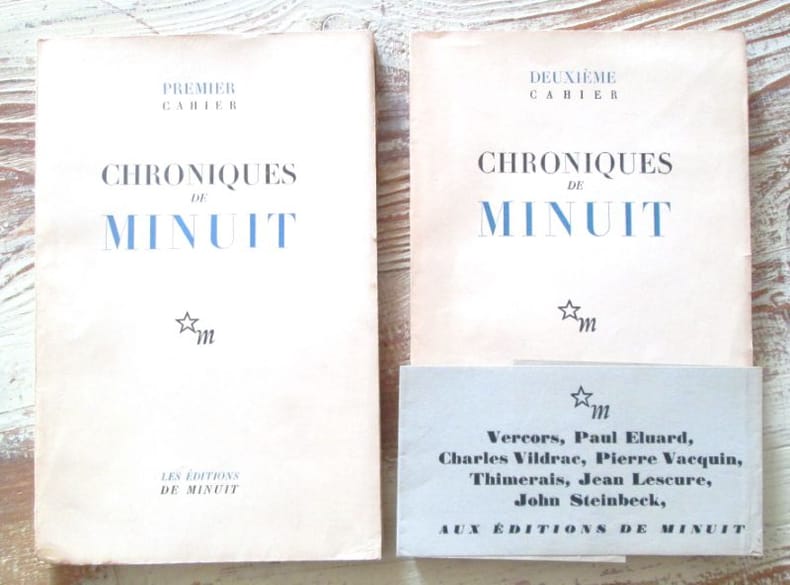 PREMIER
CAHIER
CHRONIQUES
DE
MINUIT
m
LES ÉDITIONS
DE MINUIT
DEUXIÈME
CAHIER
CHRONIQUES
DE
MINUIT
m
m
Vercors, Paul Eluard,
Charles Vildrac, Pierre Vacquin,
Thimerais, Jean Lescure,
John Steinbeck,
AUX ÉDITIONS DE MINUIT